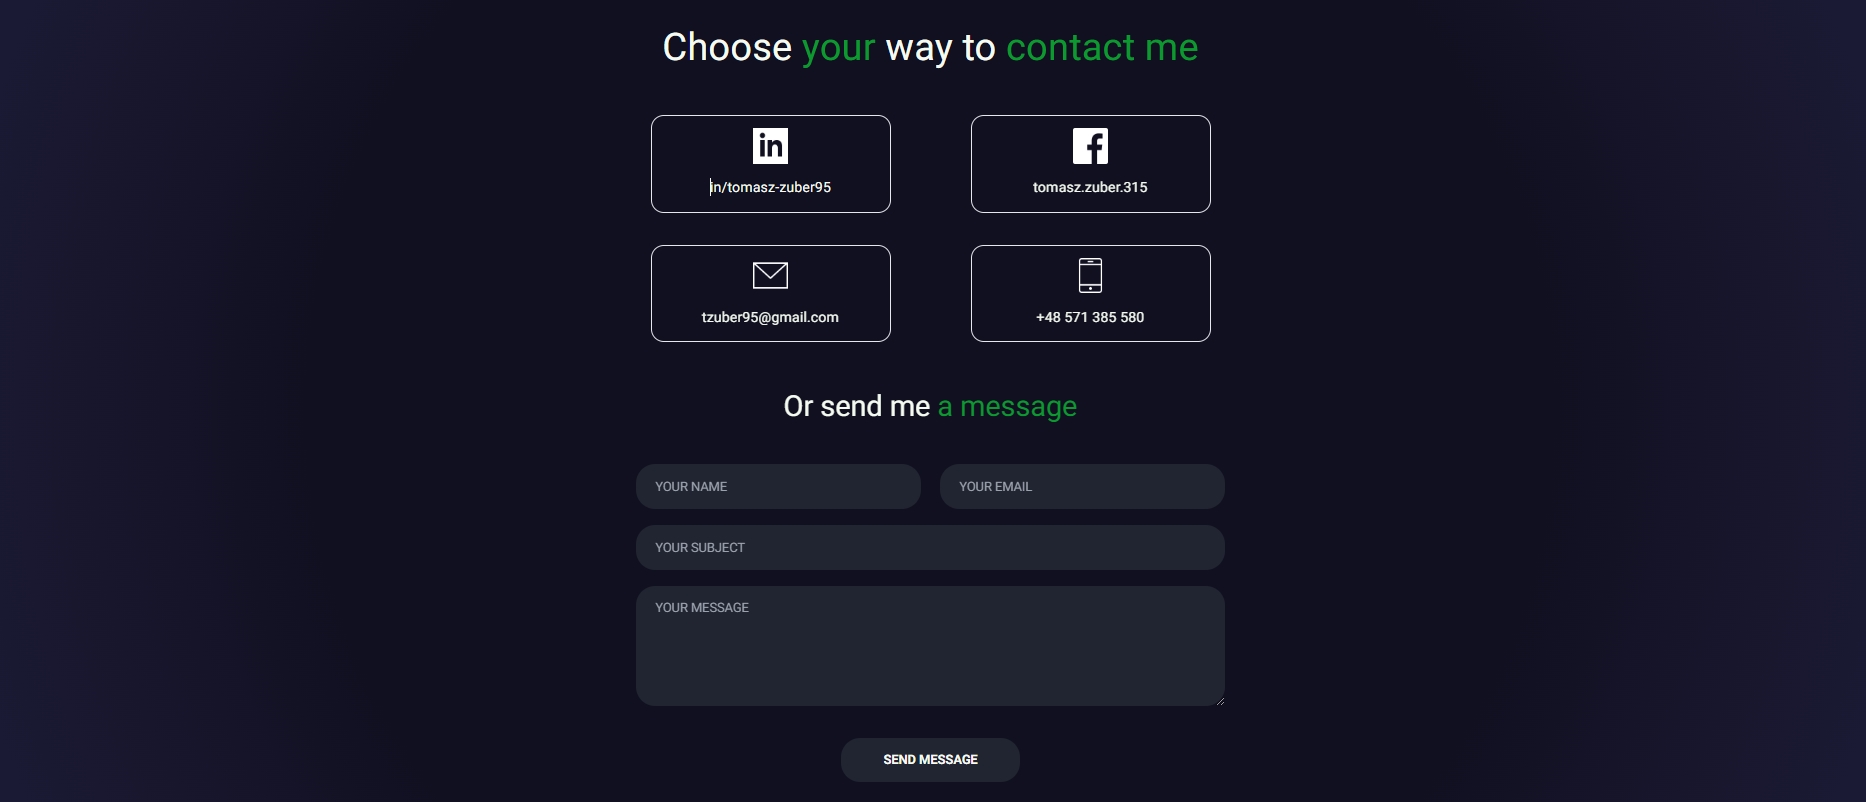 Choose your way to contact me
in
in/tomasz-zuber95
f
tomasz.zuber.315
tzuber95@gmail.com
+48 571 385 580
Or send me a message
YOUR NAME
YOUR EMAIL
YOUR SUBJECT
YOUR MESSAGE
SEND MESSAGE